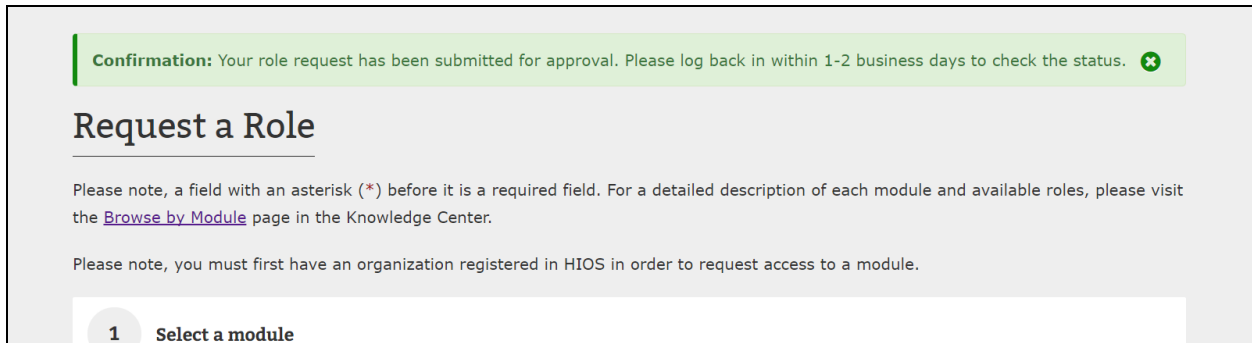 Confirmation: Your role request has been submitted for approval. Please log back in within 1-2 business days to check the status.
Request a Role
Please note, a field with an asterisk (*) before it is a required field. For a detailed description of each module and available roles, please visit
the Browse by Module page in the Knowledge Center.
Please note, you must first have an organization registered in HIOS in order to request access to a module.
1 Select a module